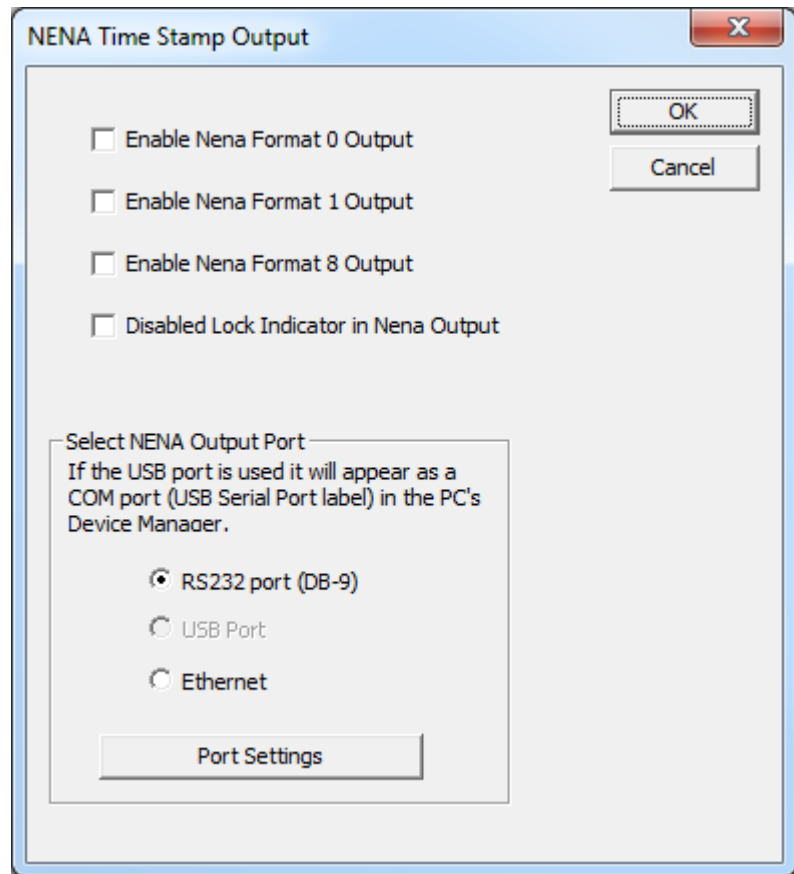 NENA Time Stamp Output
OK
Cancel
Enable Nena Format 0 Output
Enable Nena Format 1 Output
Enable Nena Format 8 Output
Disabled Lock Indicator in Nena Output
Select NENA Output Port
If the USB port is used it will appear as a
COM port (USB Serial Port label) in the PC's
Device Manager.
RS232 port (DB-9)
USB Port
Ethernet
Port Settings